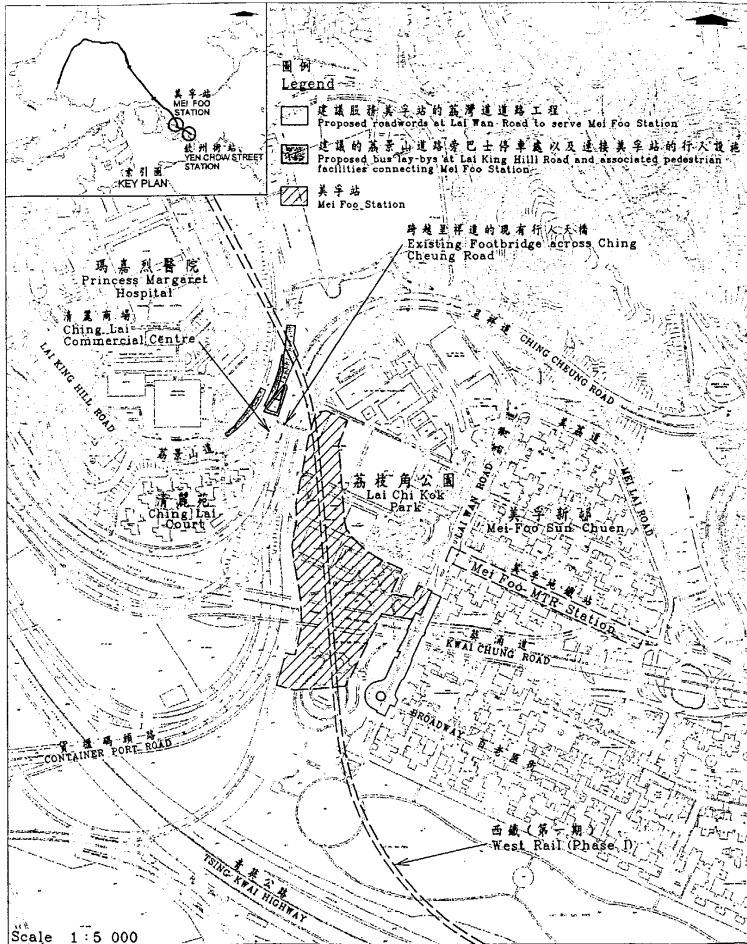 美孚站
MEI FOO
STATION
欽州街站
YEN CHOW STREET
STATION
索引圖
KEY PLAN
圖例
Legend
建議服務美孚站的荔灣道道路工程
Proposed roadwords at Lai Wan Road to serve Mei Foo Station
建議的荔景山道路旁巴士停車處以及連接美孚站的行人設施
Proposed bus lay-bys at Lai King Hill Road and associated pedestrian
facilities connecting Mei Foo Station
美孚站
Mei Foo Station
跨越呈祥道的現有行人天橋
Existing Footbridge across Ching
Cheung Road
瑪嘉烈醫院
Princess Margaret
Hospital
清麗商場
Ching Lai
Commercial Centre
LAI KING HILL ROAD
荔景山道
清麗苑
Ching Lai
Court
呈祥道 CHING CHEUNG ROAD
荔枝角公園
Lai Chi Kok
Park
荔灣道
LAI WAN ROAD
美荔道
MEI LAI ROAD
美孚新邨
Mei Foo Sun Chuen
美孚地鐵站
Mei Foo MTR Station
葵涌道
KWAI CHUNG ROAD
BROADWAY 百老匯街
貨櫃碼頭路
CONTAINER PORT ROAD
西鐵(第一期)
West Rail (Phase I)
青葵公路
TSING KWAI HIGHWAY
Scale 1:5 000